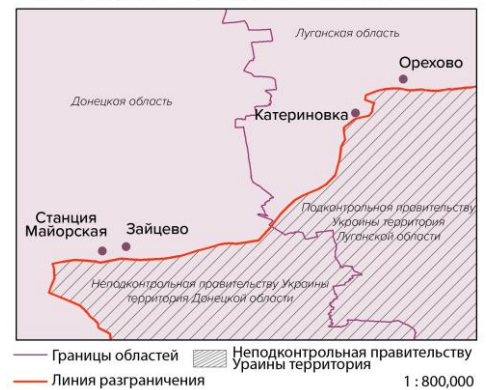 Луганская область
Орехово
Донецкая область
Катериновка
Подконтрольная правительству
Украины территория
Луганской области
Станция
Майорская
Зайцево
Неподконтрольная правительству Украины
территория Донецкой области
Границы областей
Неподконтрольная правительству
Ураины территория
Линия разграничения
1 : 800,000